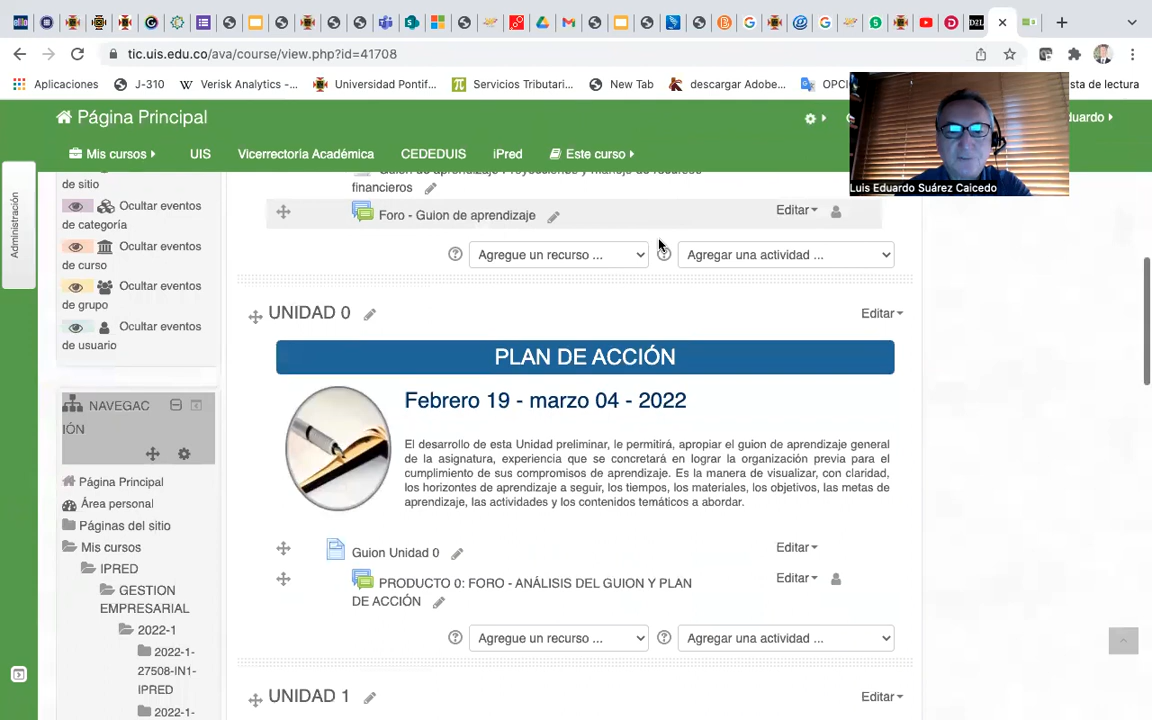 tic.uis.edu.co/ava/course/view.php?id=41708
Aplicaciones J-310 Verisk Analytics -... Universidad Pontif... Servicios Tributari... New Tab descargar Adobe... OPCI sta de lectura
Página Principal
duardo
Mis cursos UIS Vicerrectoría Académica CEDEDUIS iPred Este curso
Luis Eduardo Suárez Caicedo
Administración
de sitio
Ocultar eventos
de categoría
Ocultar eventos
de curso
Ocultar eventos
de grupo
Ocultar eventos
de usuario
NAVEGAC
IÓN
Página Principal
Área personal
Páginas del sitio
Mis cursos
IPRED
GESTION
EMPRESARIAL
2022-1
2022-1-
27508-IN1-
IPRED
2022-1-
financieros
Foro - Guion de aprendizaje Editar
Agregue un recurso ... Agregar una actividad ...
UNIDAD 0 Editar
PLAN DE ACCIÓN
Febrero 19 - marzo 04 - 2022
El desarrollo de esta Unidad preliminar, le permitirá, apropiar el guion de aprendizaje general
de la asignatura, experiencia que se concretará en lograr la organización previa para el
cumplimiento de sus compromisos de aprendizaje. Es la manera de visualizar, con claridad,
los horizontes de aprendizaje a seguir, los tiempos, los materiales, los objetivos, las metas de
aprendizaje, las actividades y los contenidos temáticos a abordar.
Guion Unidad 0 Editar
PRODUCTO 0: FORO - ANÁLISIS DEL GUION Y PLAN Editar
DE ACCIÓN
Agregue un recurso ... Agregar una actividad ...
UNIDAD 1 Editar